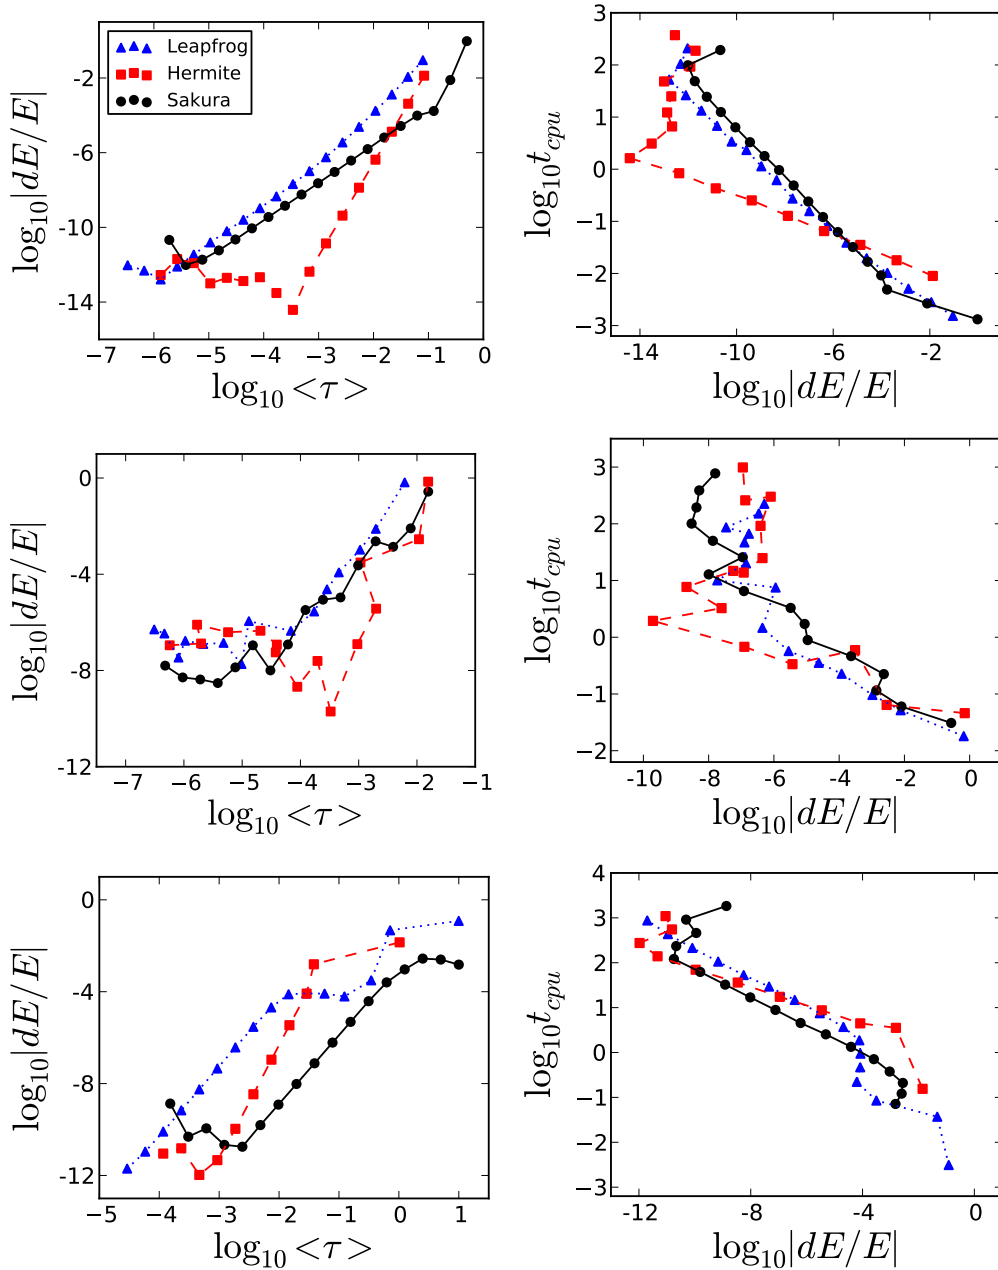 Leapfrog
Hermite
Sakura
-2
-6
-10
-14
log₁₀|dE/E|
−7 −6 −5 −4 −3 −2 −1 0
log₁₀ <τ>
3
2
1
0
−1
−2
−3
log₁₀t_cpu
-14 -10 -6 -2
log₁₀|dE/E|
0
-4
-8
-12
log₁₀|dE/E|
−7 −6 −5 −4 −3 −2 −1
log₁₀ <τ>
3
2
1
0
−1
−2
log₁₀t_cpu
-10 -8 -6 -4 -2 0
log₁₀|dE/E|
0
-4
-8
-12
log₁₀|dE/E|
−5 −4 −3 −2 −1 0 1
log₁₀ <τ>
4
3
2
1
0
−1
−2
−3
log₁₀t_cpu
-12 -8 -4 0
log₁₀|dE/E|